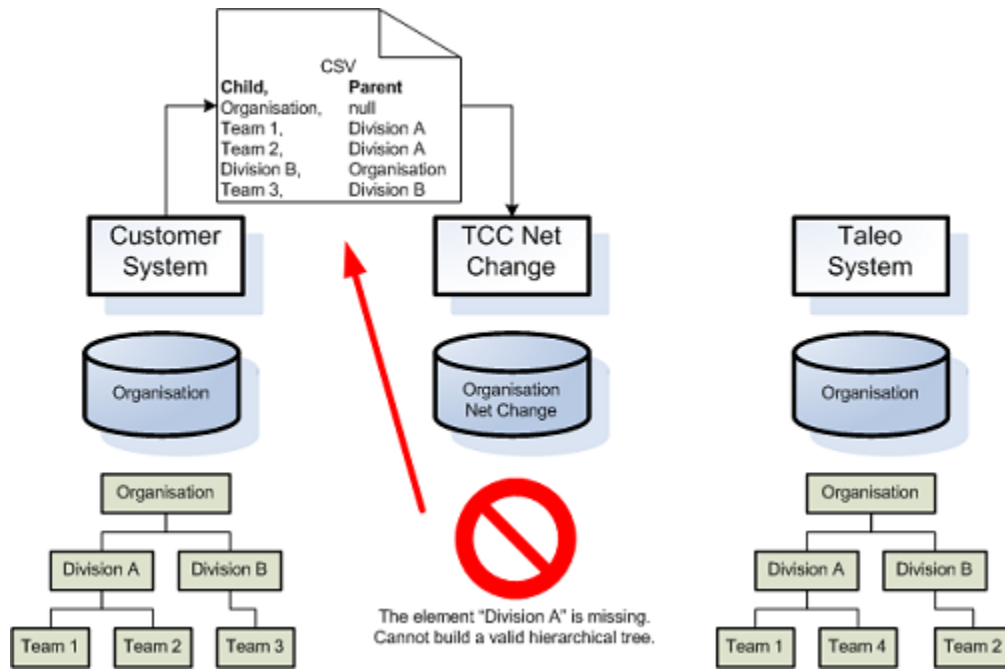 CSV
Child, Parent
Organisation, null
Team 1, Division A
Team 2, Division A
Division B, Organisation
Team 3, Division B
Customer System
TCC Net Change
Taleo System
Organisation
Organisation Net Change
Organisation
Organisation
Division A
Division B
Team 1
Team 2
Team 3
The element “Division A” is missing.
Cannot build a valid hierarchical tree.
Organisation
Division A
Division B
Team 1
Team 4
Team 2